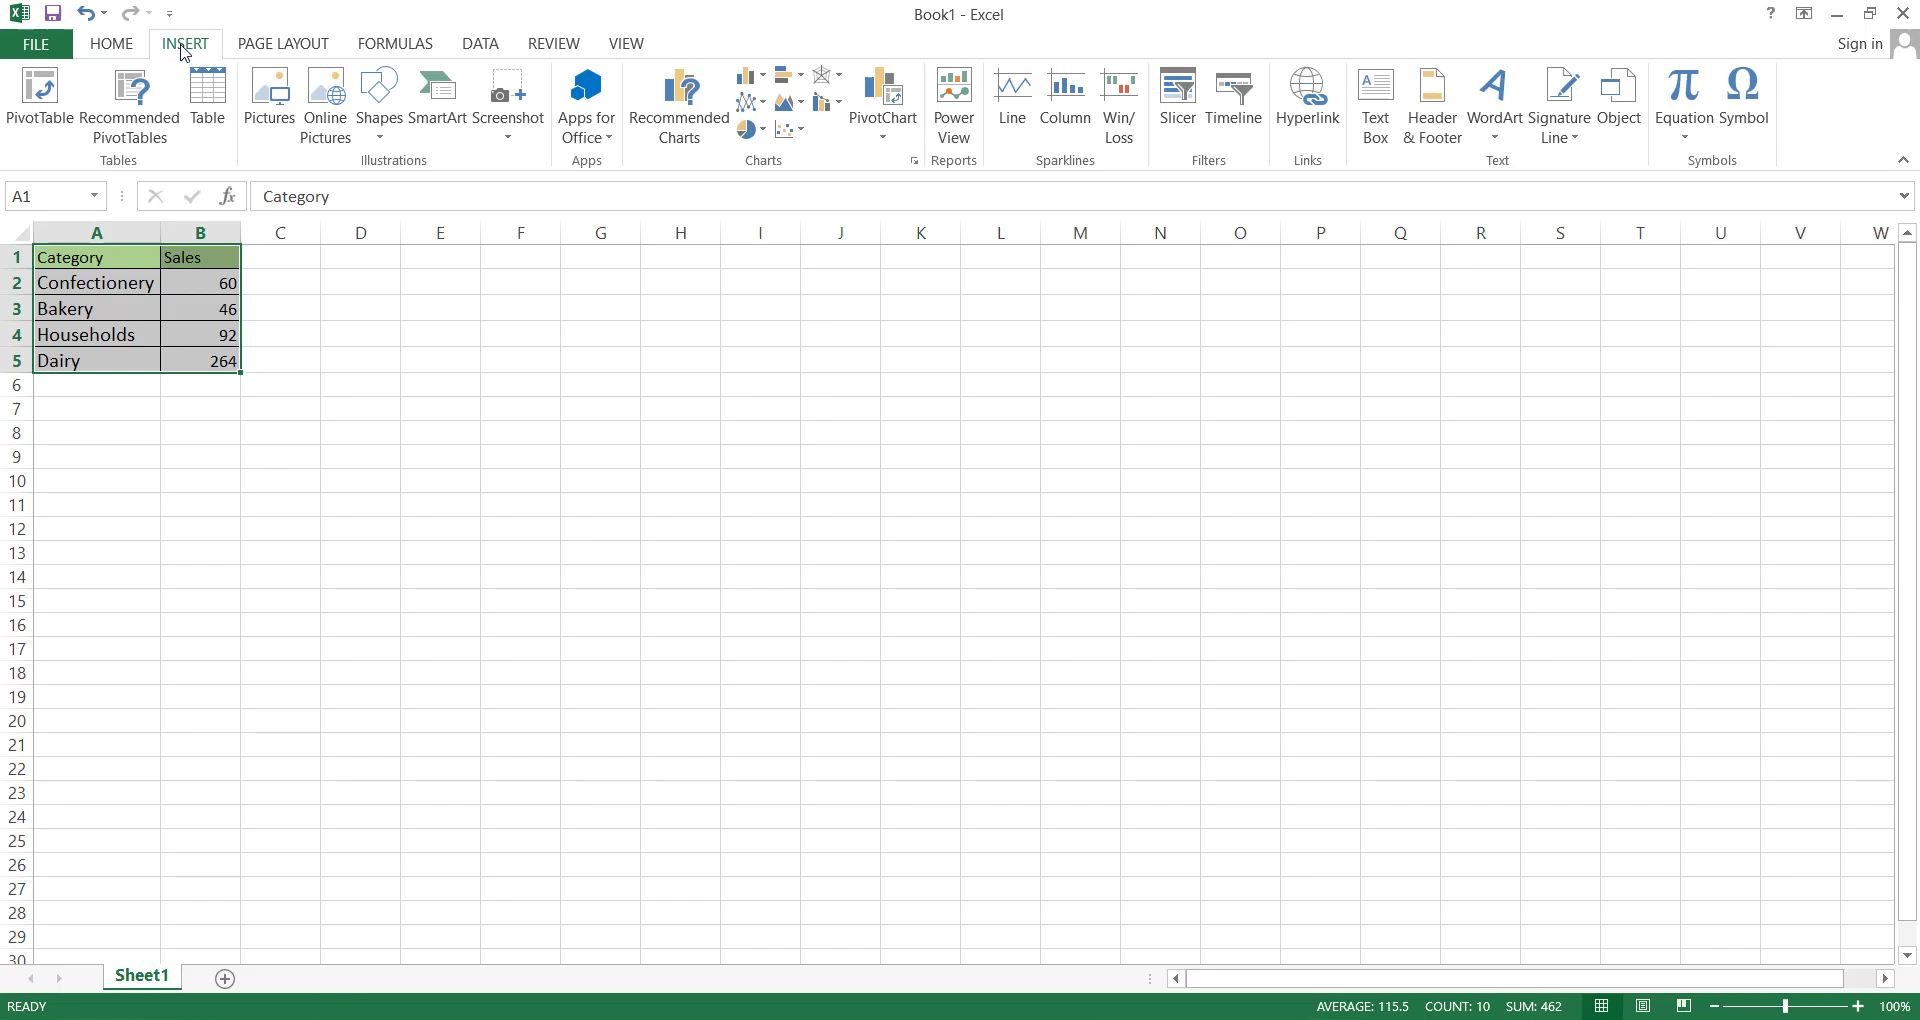 Book1 - Excel
?
FILE HOME INSERT PAGE LAYOUT FORMULAS DATA REVIEW VIEW Sign in
PivotTable Recommended PivotTables Table Pictures Online Pictures Shapes SmartArt Screenshot Apps for Office Recommended Charts PivotChart Power View Line Column Win/ Loss Slicer Timeline Hyperlink Text Box Header & Footer WordArt Signature Line Object Equation Symbol
Tables Illustrations Apps Charts Reports Sparklines Filters Links Text Symbols
A1 fx Category
A B C D E F G H I J K L M N O P Q R S T U V W
1 Category Sales
2 Confectionery 60
3 Bakery 46
4 Households 92
5 Dairy 264
6
7
8
9
10
11
12
13
14
15
16
17
18
19
20
21
22
23
24
25
26
27
28
29
30
Sheet1
READY AVERAGE: 115.5 COUNT: 10 SUM: 462 100%